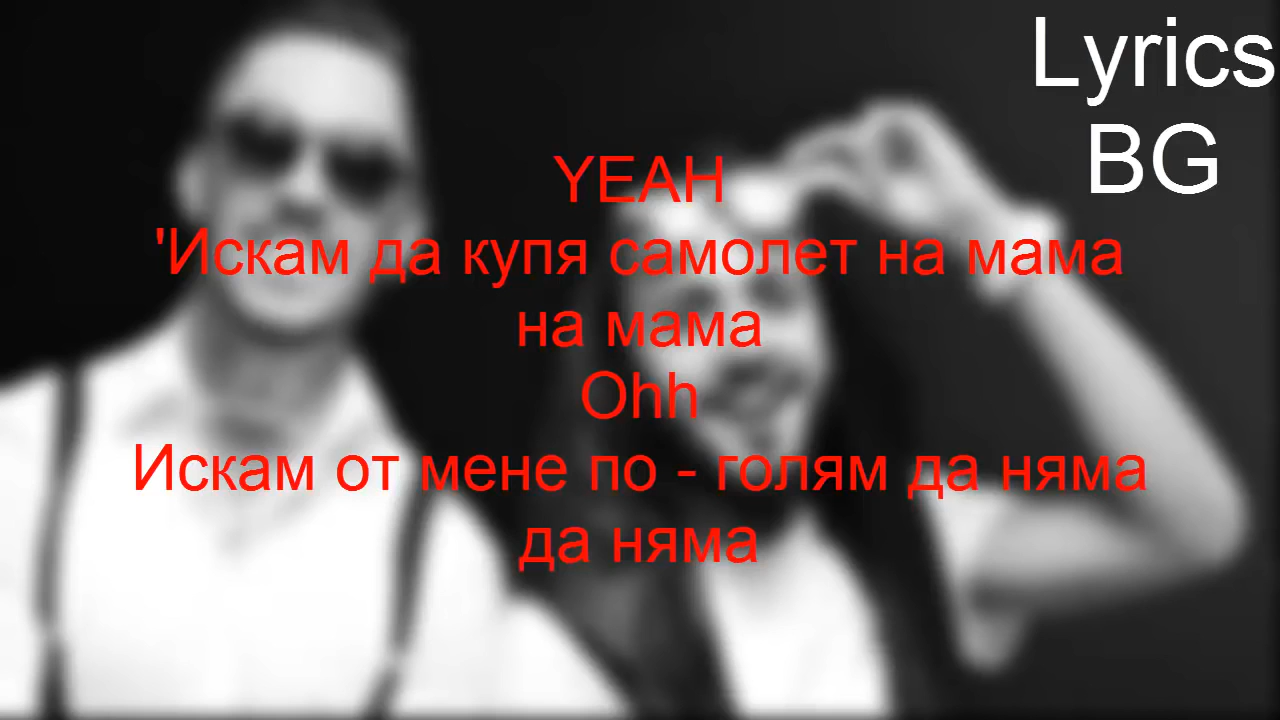 Lyrics
BG
YEAH
'Искам да купя самолет на мама
на мама
Ohh
Искам от мене по - голям да няма
да няма